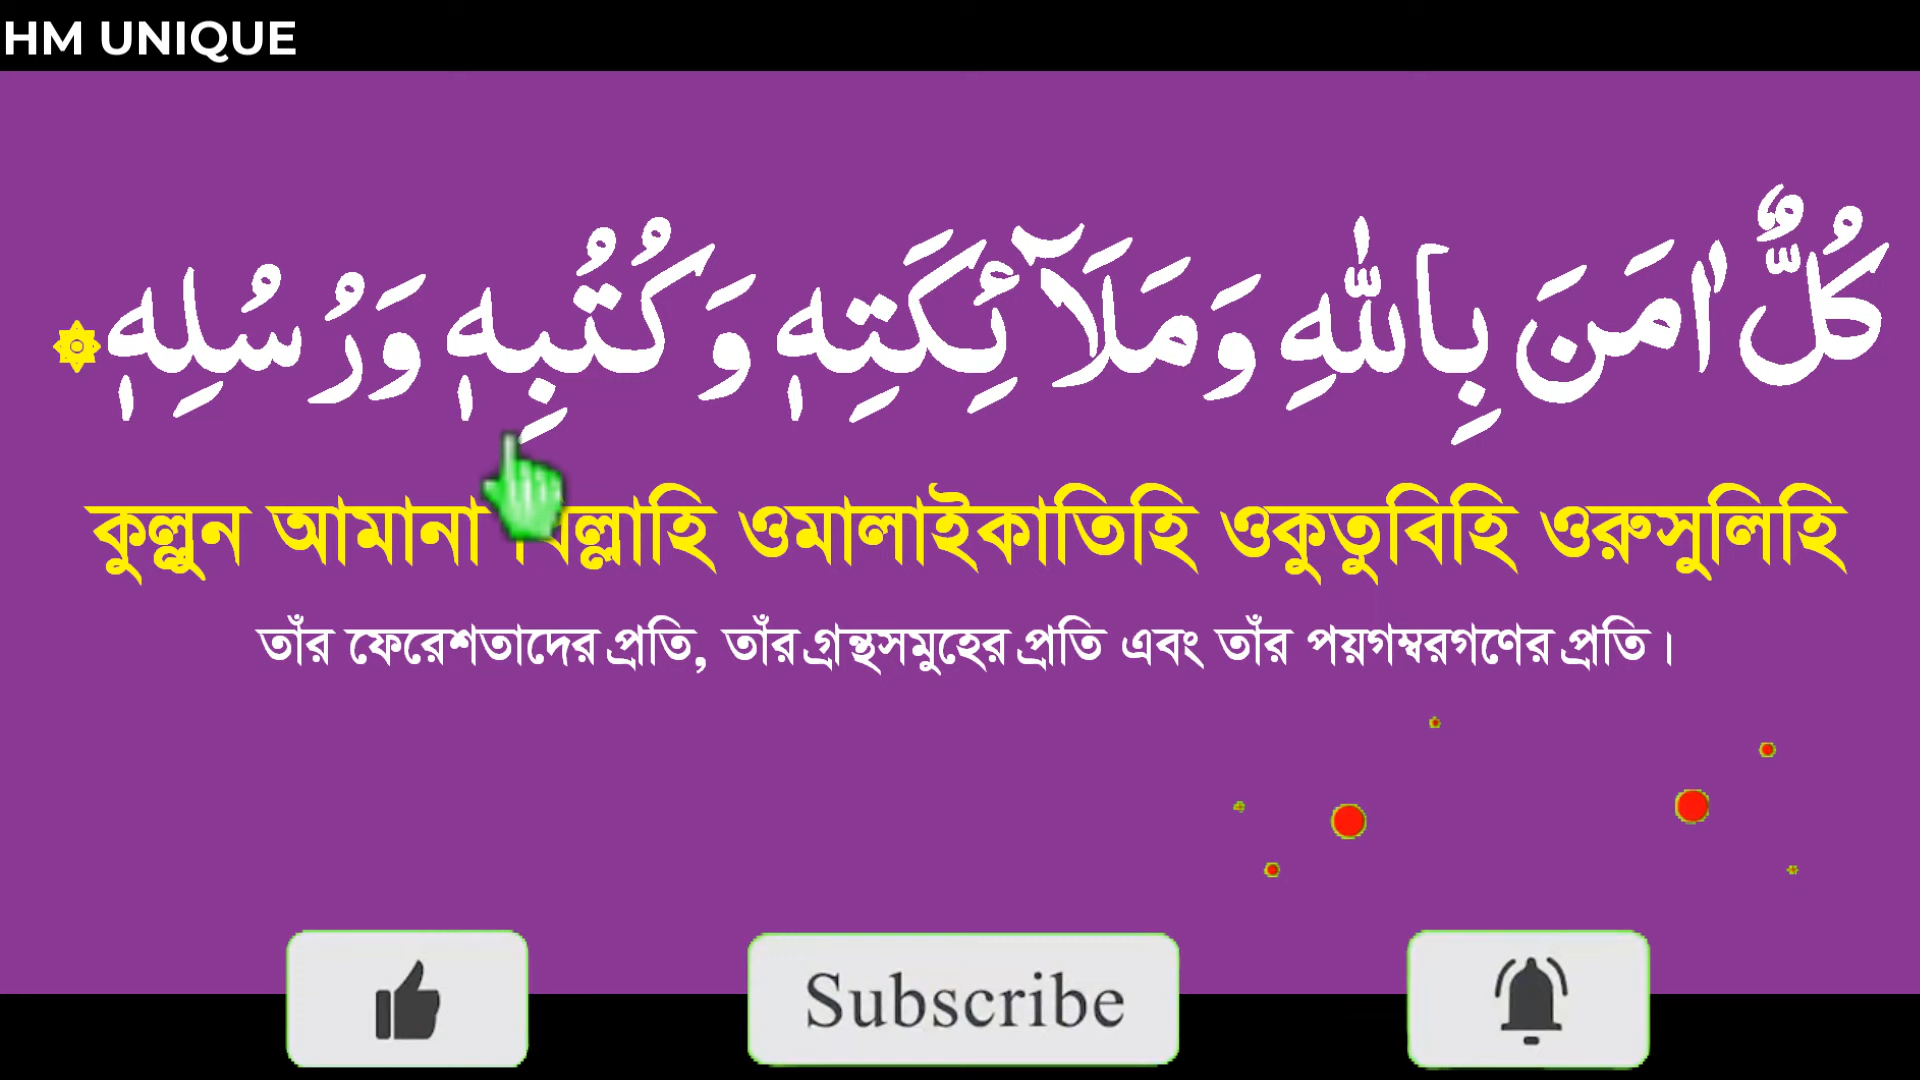 HM UNIQUE
كُلٌّ اٰمَنَ بِاللّٰهِ وَمَلَآئِكَتِهٖ وَكُتُبِهٖ وَرُسُلِهٖ ۞
কুল্লুন আমানা বিল্লাহি ওমালাইকাতিহি ওকুতুবিহি ওরুসুলিহি
তাঁর ফেরেশতাদের প্রতি, তাঁর গ্রন্থসমুহের প্রতি এবং তাঁর পয়গম্বরগণের প্রতি।
Subscribe